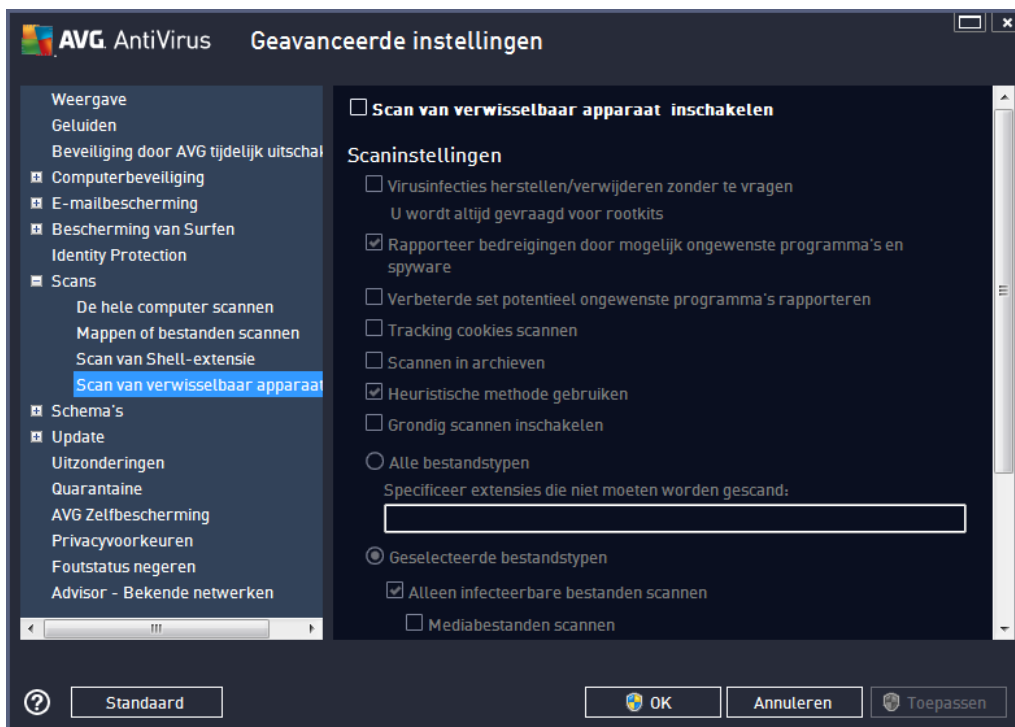 AVG. AntiVirus Geavanceerde instellingen
Weergave
Geluiden
Beveiliging door AVG tijdelijk uitschal
Computerbeveiliging
E-mailbescherming
Bescherming van Surfen
Identity Protection
Scans
De hele computer scannen
Mappen of bestanden scannen
Scan van Shell-extensie
Scan van verwisselbaar apparaat
Schema's
Update
Uitzonderingen
Quarantaine
AVG Zelfbescherming
Privacyvoorkeuren
Foutstatus negeren
Advisor - Bekende netwerken
Scan van verwisselbaar apparaat inschakelen
Scaninstellingen
Virusinfecties herstellen/verwijderen zonder te vragen
U wordt altijd gevraagd voor rootkits
Rapporteer bedreigingen door mogelijk ongewenste programma's en
spyware
Verbeterde set potentieel ongewenste programma's rapporteren
Tracking cookies scannen
Scannen in archieven
Heuristische methode gebruiken
Grondig scannen inschakelen
Alle bestandstypen
Specificeer extensies die niet moeten worden gescand:
Geselecteerde bestandstypen
Alleen infecteerbare bestanden scannen
Mediabestanden scannen
Standaard
OK
Annuleren
Toepassen